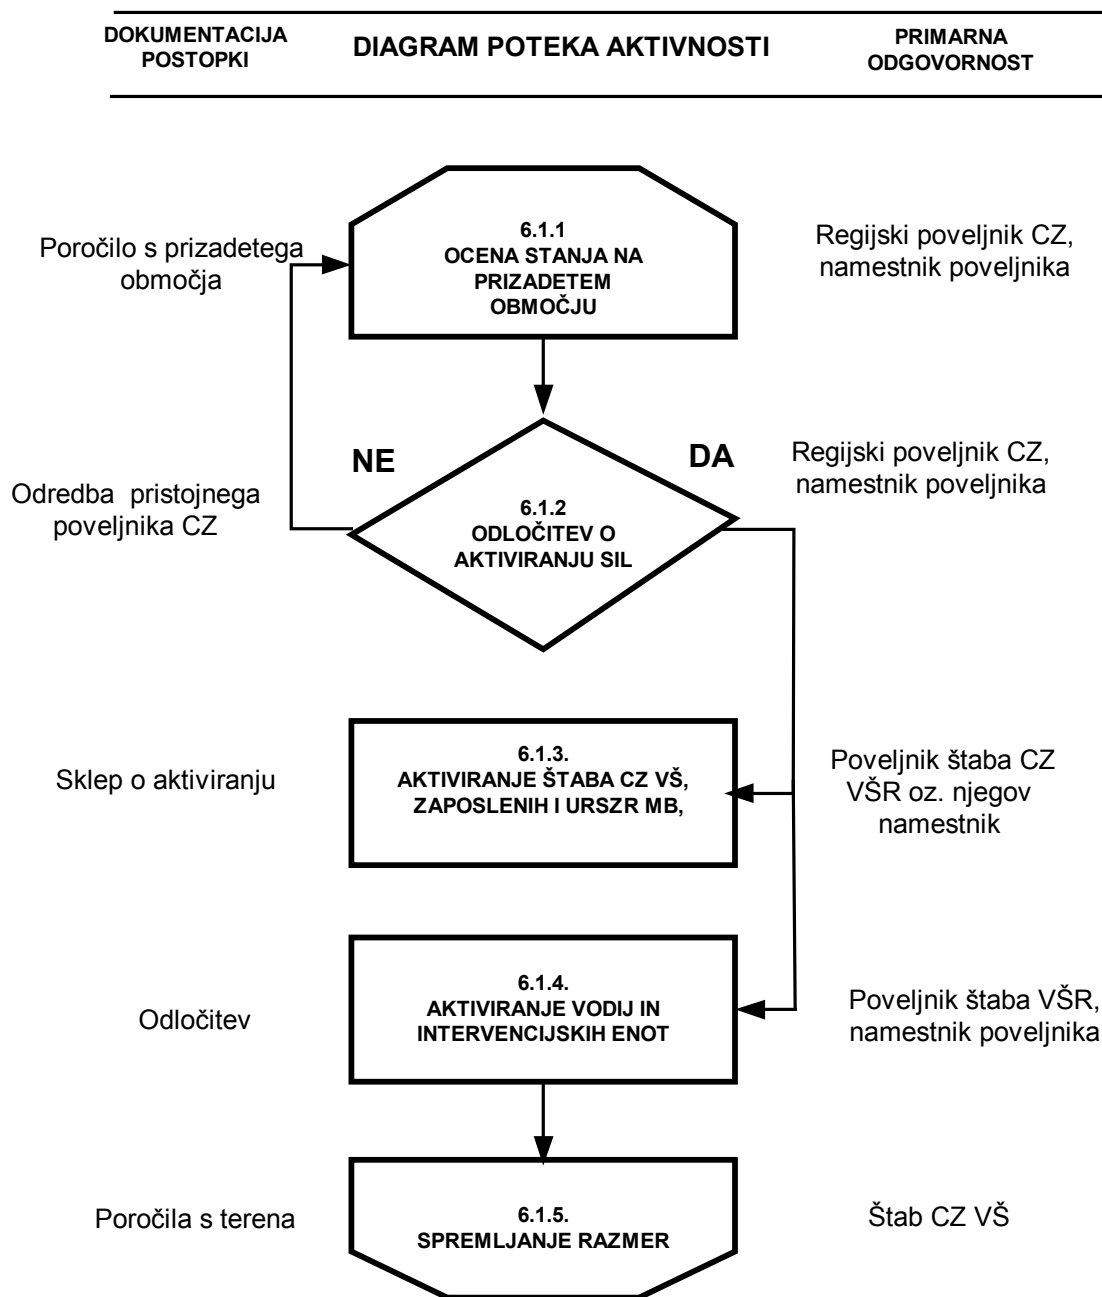 DOKUMENTACIJA
POSTOPKI
DIAGRAM POTEKA AKTIVNOSTI
PRIMARNA
ODGOVORNOST
Poročilo s prizadetega
območja
6.1.1
OCENA STANJA NA
PRIZADETEM
OBMOČJU
Regijski poveljnik CZ,
namestnik poveljnika
NE
DA
Odredba pristojnega
poveljnika CZ
6.1.2
ODLOČITEV O
AKTIVIRANJU SIL
Regijski poveljnik CZ,
namestnik poveljnika
Sklep o aktiviranju
6.1.3.
AKTIVIRANJE ŠTABA CZ VŠ,
ZAPOSLENIH I URSZR MB,
Poveljnik štaba CZ
VŠR oz. njegov
namestnik
Odločitev
6.1.4.
AKTIVIRANJE VODIJ IN
INTERVENCIJSKIH ENOT
Poveljnik štaba VŠR,
namestnik poveljnika
Poročila s terena
6.1.5.
SPREMLJANJE RAZMER
Štab CZ VŠ